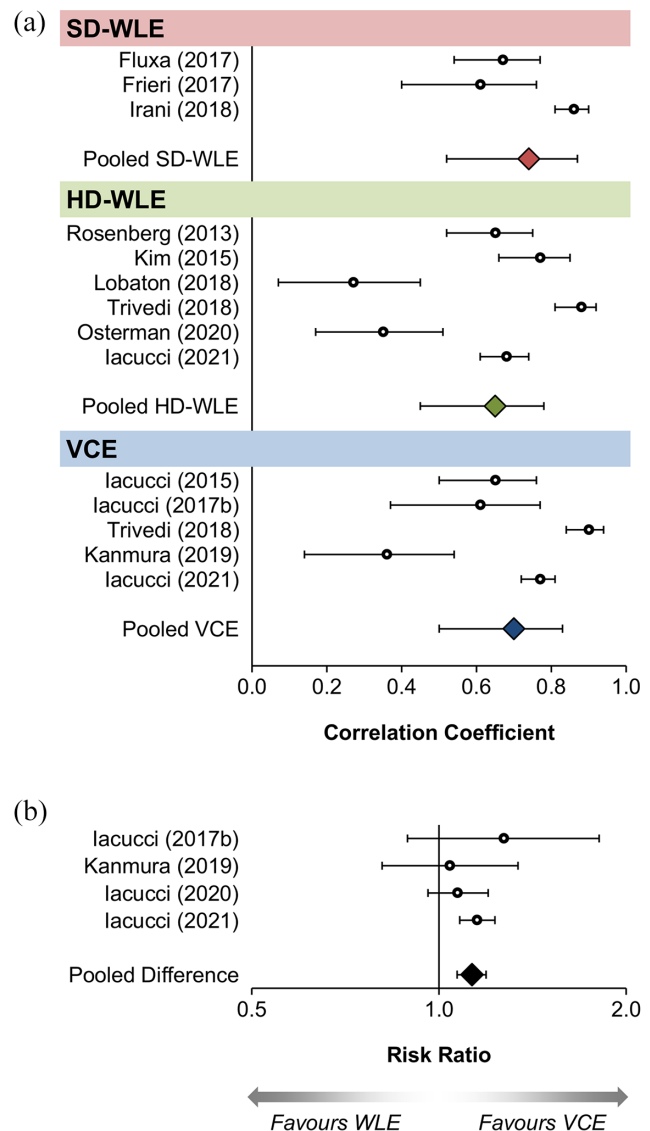 (a)
SD-WLE
Fluxa (2017)
Frieri (2017)
Irani (2018)
Pooled SD-WLE
HD-WLE
Rosenberg (2013)
Kim (2015)
Lobaton (2018)
Trivedi (2018)
Osterman (2020)
Iacucci (2021)
Pooled HD-WLE
VCE
Iacucci (2015)
Iacucci (2017b)
Trivedi (2018)
Kanmura (2019)
Iacucci (2021)
Pooled VCE
0.0 0.2 0.4 0.6 0.8 1.0
Correlation Coefficient
(b)
Iacucci (2017b)
Kanmura (2019)
Iacucci (2020)
Iacucci (2021)
Pooled Difference
0.5 1.0 2.0
Risk Ratio
Favours WLE Favours VCE